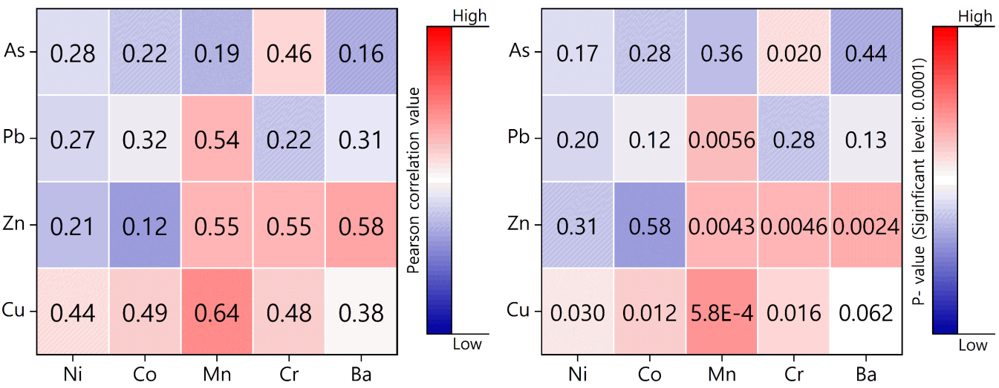 High
As 0.28 0.22 0.19 0.46 0.16
Pb 0.27 0.32 0.54 0.22 0.31
Zn 0.21 0.12 0.55 0.55 0.58
Cu 0.44 0.49 0.64 0.48 0.38
Ni Co Mn Cr Ba
Pearson correlation value
Low
High
As 0.17 0.28 0.36 0.020 0.44
Pb 0.20 0.12 0.0056 0.28 0.13
Zn 0.31 0.58 0.0043 0.0046 0.0024
Cu 0.030 0.012 5.8E-4 0.016 0.062
Ni Co Mn Cr Ba
P- value (Siginficant level: 0.0001)
Low